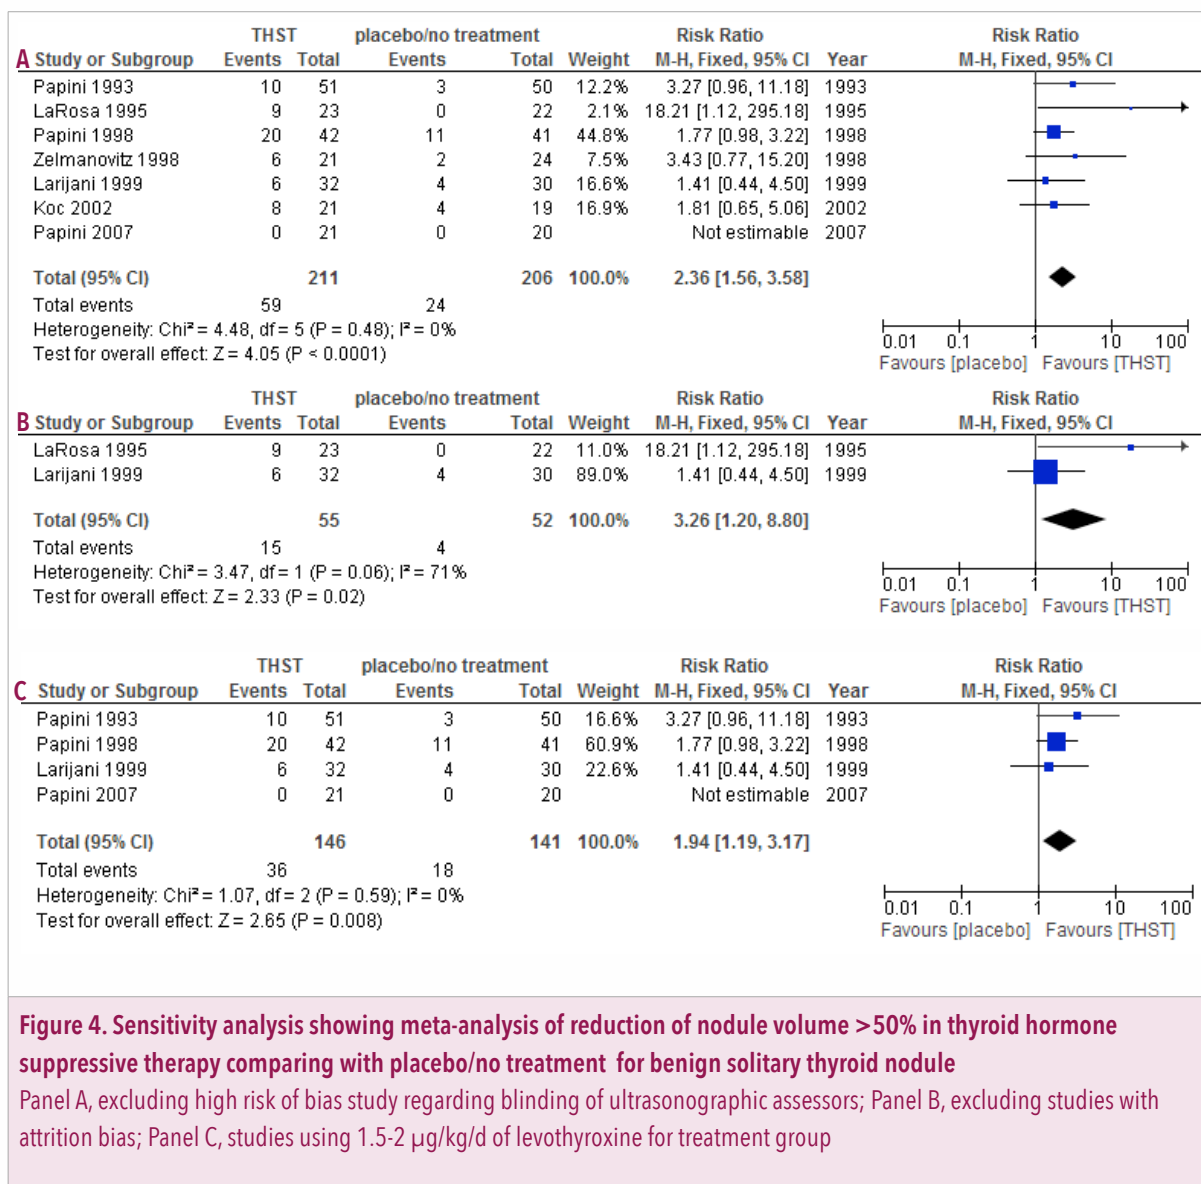 THST placebo/no treatment Risk Ratio Risk Ratio
A Study or Subgroup Events Total Events Total Weight M-H, Fixed, 95% CI Year M-H, Fixed, 95% CI
Papini 1993 10 51 3 50 12.2% 3.27 [0.96, 11.18] 1993
LaRosa 1995 9 23 0 22 2.1% 18.21 [1.12, 295.18] 1995
Papini 1998 20 42 11 41 44.8% 1.77 [0.98, 3.22] 1998
Zelmanovitz 1998 6 21 2 24 7.5% 3.43 [0.77, 15.20] 1998
Larijani 1999 6 32 4 30 16.6% 1.41 [0.44, 4.50] 1999
Koc 2002 8 21 4 19 16.9% 1.81 [0.65, 5.06] 2002
Papini 2007 0 21 0 20 Not estimable 2007
Total (95% CI) 211 206 100.0% 2.36 [1.56, 3.58]
Total events 59 24
Heterogeneity: Chi² = 4.48, df = 5 (P = 0.48); I² = 0%
Test for overall effect: Z = 4.05 (P < 0.0001)
0.01 0.1 1 10 100
Favours [placebo] Favours [THST]
THST placebo/no treatment Risk Ratio Risk Ratio
B Study or Subgroup Events Total Events Total Weight M-H, Fixed, 95% CI Year M-H, Fixed, 95% CI
LaRosa 1995 9 23 0 22 11.0% 18.21 [1.12, 295.18] 1995
Larijani 1999 6 32 4 30 89.0% 1.41 [0.44, 4.50] 1999
Total (95% CI) 55 52 100.0% 3.26 [1.20, 8.80]
Total events 15 4
Heterogeneity: Chi² = 3.47, df = 1 (P = 0.06); I² = 71%
Test for overall effect: Z = 2.33 (P = 0.02)
0.01 0.1 1 10 100
Favours [placebo] Favours [THST]
THST placebo/no treatment Risk Ratio Risk Ratio
C Study or Subgroup Events Total Events Total Weight M-H, Fixed, 95% CI Year M-H, Fixed, 95% CI
Papini 1993 10 51 3 50 16.6% 3.27 [0.96, 11.18] 1993
Papini 1998 20 42 11 41 60.9% 1.77 [0.98, 3.22] 1998
Larijani 1999 6 32 4 30 22.6% 1.41 [0.44, 4.50] 1999
Papini 2007 0 21 0 20 Not estimable 2007
Total (95% CI) 146 141 100.0% 1.94 [1.19, 3.17]
Total events 36 18
Heterogeneity: Chi² = 1.07, df = 2 (P = 0.59); I² = 0%
Test for overall effect: Z = 2.65 (P = 0.008)
0.01 0.1 1 10 100
Favours [placebo] Favours [THST]
Figure 4. Sensitivity analysis showing meta-analysis of reduction of nodule volume >50% in thyroid hormone
suppressive therapy comparing with placebo/no treatment for benign solitary thyroid nodule
Panel A, excluding high risk of bias study regarding blinding of ultrasonographic assessors; Panel B, excluding studies with
attrition bias; Panel C, studies using 1.5-2 µg/kg/d of levothyroxine for treatment group